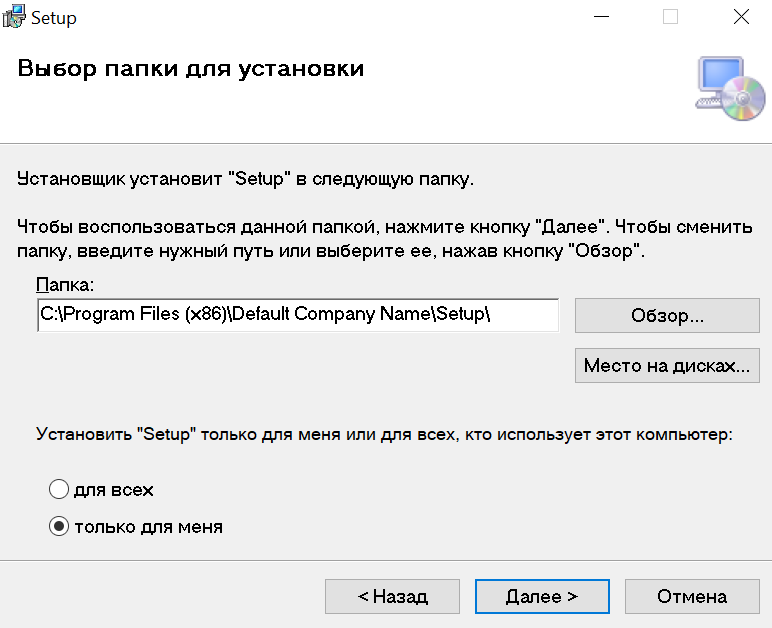 Setup
Выбор папки для установки
Установщик установит "Setup" в следующую папку.
Чтобы воспользоваться данной папкой, нажмите кнопку "Далее". Чтобы сменить
папку, введите нужный путь или выберите ее, нажав кнопку "Обзор".
Папка:
C:\Program Files (x86)\Default Company Name\Setup\
Обзор...
Место на дисках...
Установить "Setup" только для меня или для всех, кто использует этот компьютер:
для всех
только для меня
< Назад
Далее >
Отмена